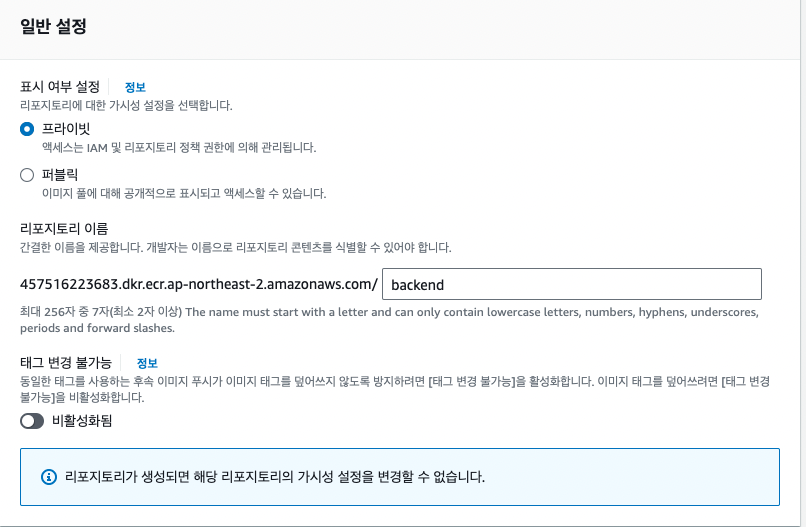 일반 설정
표시 여부 설정 정보
리포지토리에 대한 가시성 설정을 선택합니다.
프라이빗
액세스는 IAM 및 리포지토리 정책 권한에 의해 관리됩니다.
퍼블릭
이미지 풀에 대해 공개적으로 표시되고 액세스할 수 있습니다.
리포지토리 이름
간결한 이름을 제공합니다. 개발자는 이름으로 리포지토리 콘텐츠를 식별할 수 있어야 합니다.
457516223683.dkr.ecr.ap-northeast-2.amazonaws.com/ backend
최대 256자 중 7자(최소 2자 이상) The name must start with a letter and can only contain lowercase letters, numbers, hyphens, underscores,
periods and forward slashes.
태그 변경 불가능 정보
동일한 태그를 사용하는 후속 이미지 푸시가 이미지 태그를 덮어쓰지 않도록 방지하려면 [태그 변경 불가능]을 활성화합니다. 이미지 태그를 덮어쓰려면 [태그 변경
불가능]을 비활성화합니다.
비활성화됨
리포지토리가 생성되면 해당 리포지토리의 가시성 설정을 변경할 수 없습니다.